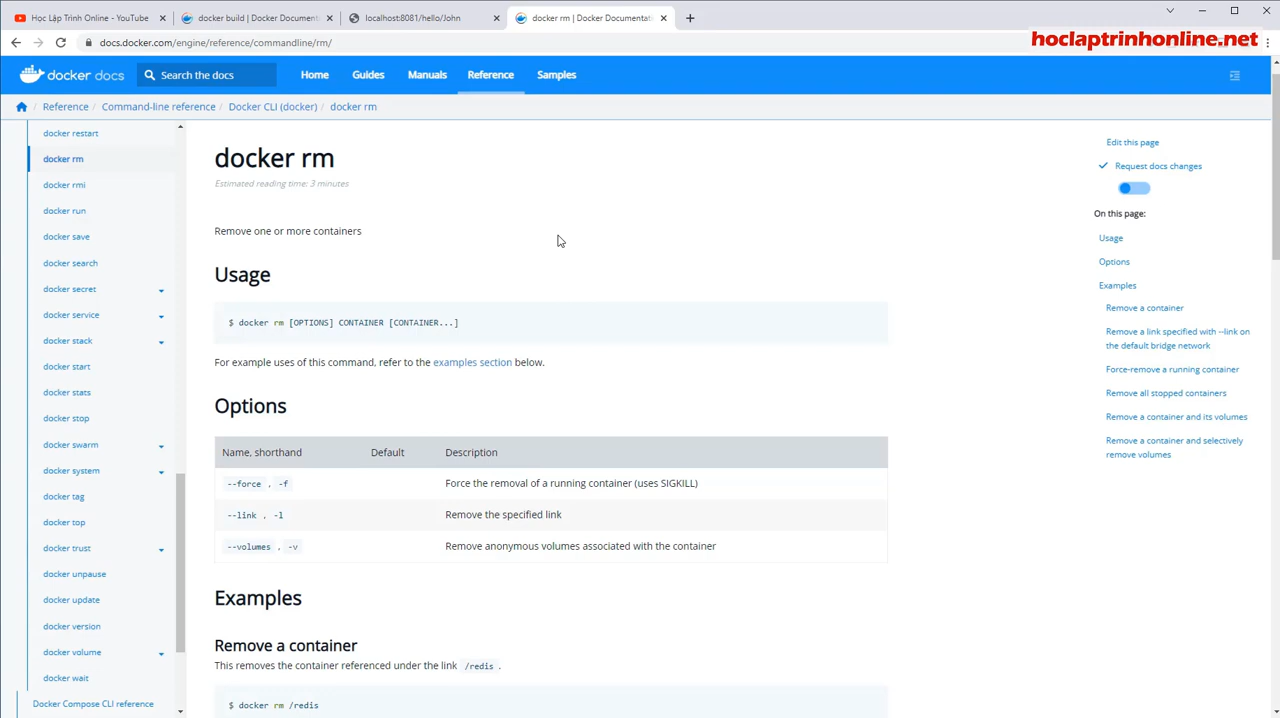 Học Lập Trình Online - YouTube
docker build | Docker Document
localhost:8081/hello/John
docker rm | Docker Documentati
docs.docker.com/engine/reference/commandline/rm/
hoclaptrinhonline.net
docker docs
Search the docs
Home
Guides
Manuals
Reference
Samples
Reference / Command-line reference / Docker CLI (docker) / docker rm
docker restart
docker rm
docker rmi
docker run
docker save
docker search
docker secret
docker service
docker stack
docker start
docker stats
docker stop
docker swarm
docker system
docker tag
docker top
docker trust
docker unpause
docker update
docker version
docker volume
docker wait
Docker Compose CLI reference
docker rm
Estimated reading time: 3 minutes
Remove one or more containers
Usage
$ docker rm [OPTIONS] CONTAINER [CONTAINER...]
For example uses of this command, refer to the examples section below.
Options
Name, shorthand Default Description
--force , -f Force the removal of a running container (uses SIGKILL)
--link , -l Remove the specified link
--volumes , -v Remove anonymous volumes associated with the container
Examples
Remove a container
This removes the container referenced under the link /redis .
$ docker rm /redis
Edit this page
Request docs changes
On this page:
Usage
Options
Examples
Remove a container
Remove a link specified with --link on
the default bridge network
Force-remove a running container
Remove all stopped containers
Remove a container and its volumes
Remove a container and selectively
remove volumes